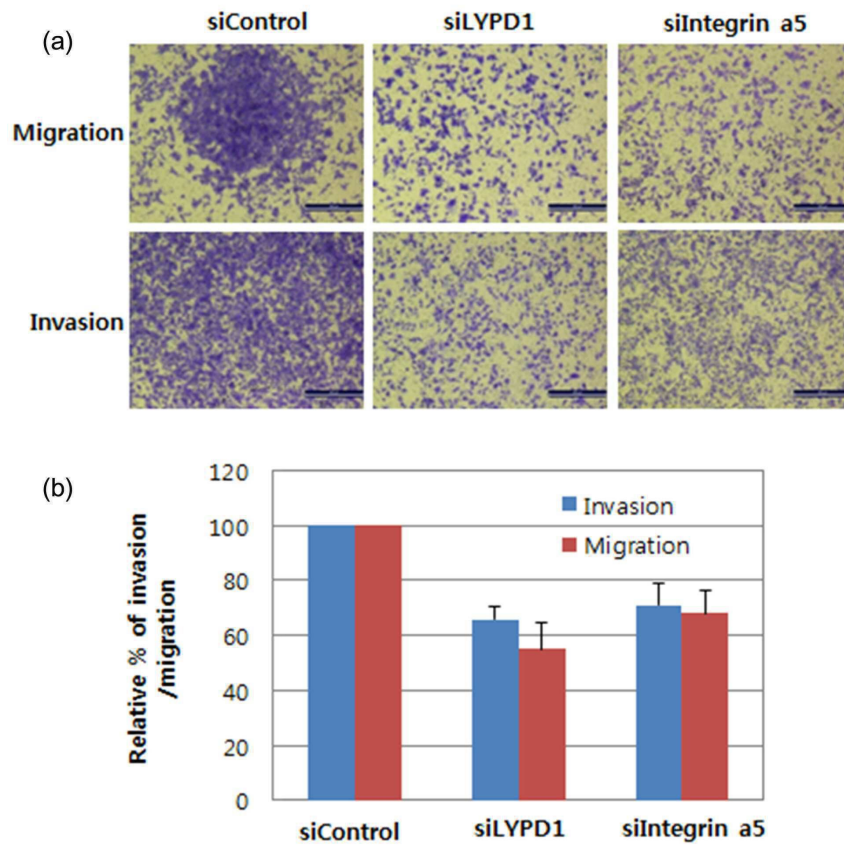 (a)
siControl
siLYPD1
siIntegrin a5
Migration
Invasion
(b)
Relative % of invasion
/migration
120
100
80
60
40
20
0
Invasion
Migration
siControl
siLYPD1
siIntegrin a5